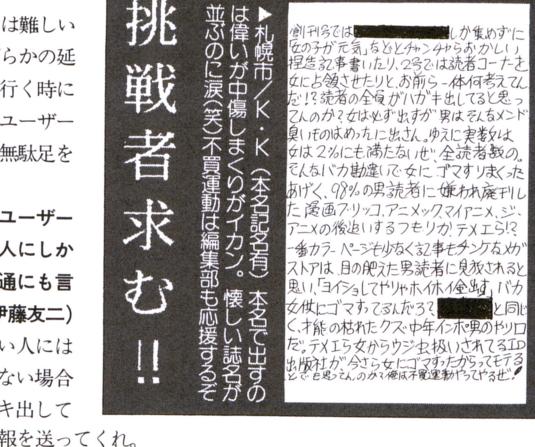 挑戦者求む!!
▶札幌市/K・K(本名記名有) 本名で出すの
は偉いが中傷しまくりがイカン。懐しい誌名が
並ぶのに涙(笑)不買運動は編集部も応援するぞ
創刊号では しか集めずに
女の子が元気、などとチャンチャラおかしい
捏造記事書いたり、2号では読者コーナーを
女に占領させたりと、お前ら一体何考えてん
だ!?読者の全員がハガキ出してると思っ
てんのか?女は必ず出すが男はそんなメンド
臭いものはめったに出さん。ゆえに実数は
女は2%にも満たないぜ、全読者数の。
そんなバカ勘違いで女にゴマすりまくった
あげく、98%の男読者に嫌われ廃刊し
た漫画ブリッコ、アニメック、マイアニメ、ジ・
アニメの後追いするつもりか、テメエら!?
一番カラーページも少なく記事もチンケなメガ
ストアは、目の肥えた男読者に見放されると
思い、「ヨイショしてやりゃホイホイ金出す、バカ
女供にゴマすってるんだろ? と同じ
く、才能の枯れたクズ中年インポ男のやり口
だ。テメエら女からウジ虫扱いされてるエロ
出版社が今さら女にゴマすったからってモテる
とでも思ってんのか?俺は不買運動やってやるぜ!
は難しい
らかの延
行く時に
ユーザー
無駄足を
ユーザー
人にしか
通にも言
伊藤友二)
い人には
ない場合
キ出して
報を送ってくれ。